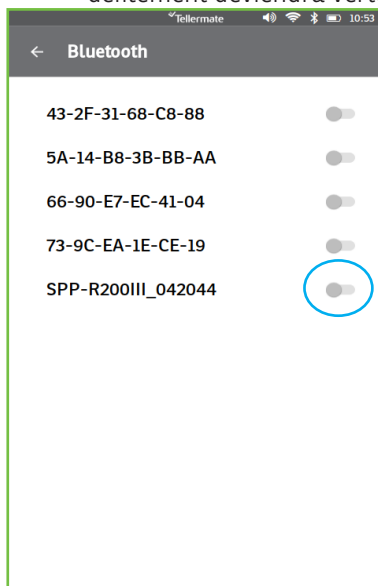 Tellermate 10:53
Bluetooth
43-2F-31-68-C8-88
5A-14-B8-3B-BB-AA
66-90-E7-EC-41-04
73-9C-EA-1E-CE-19
SPP-R200III_042044